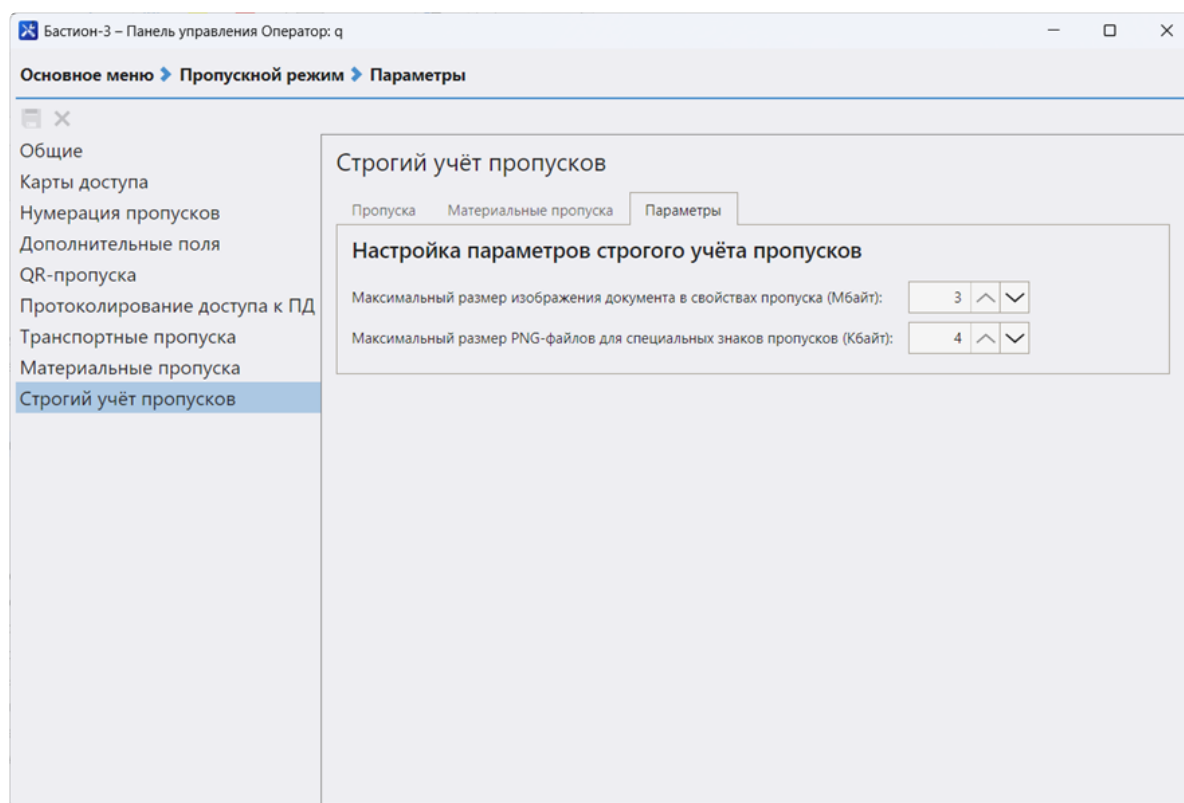 Бастион-3 – Панель управления Оператор: q
Основное меню Пропускной режим Параметры
Общие
Карты доступа
Нумерация пропусков
Дополнительные поля
QR-пропуска
Протоколирование доступа к ПД
Транспортные пропуска
Материальные пропуска
Строгий учёт пропусков
Строгий учёт пропусков
Пропуска Материальные пропуска Параметры
Настройка параметров строгого учёта пропусков
Максимальный размер изображения документа в свойствах пропуска (Мбайт): 3
Максимальный размер PNG-файлов для специальных знаков пропусков (Кбайт): 4